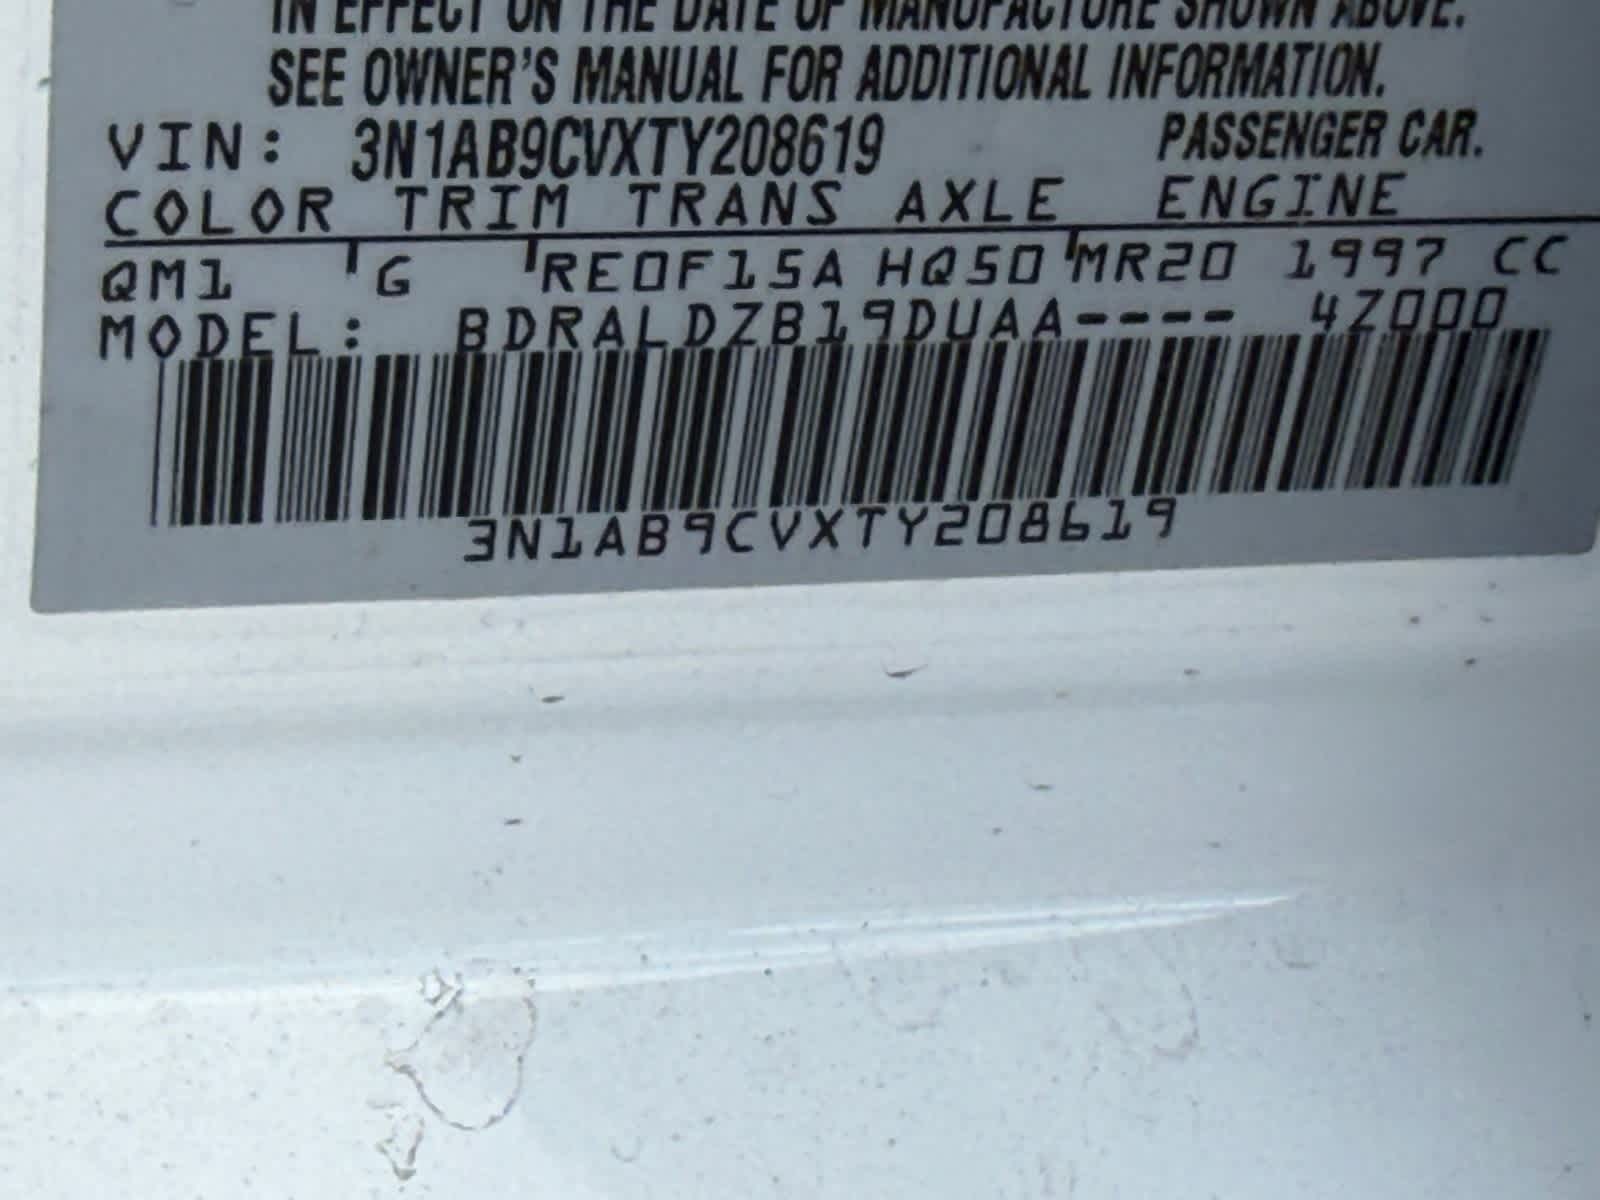 IN EFFECT ON THE DATE OF MANUFACTURE SHOWN ABOVE.
SEE OWNER'S MANUAL FOR ADDITIONAL INFORMATION.
VIN: 3N1AB9CVXTY208619 PASSENGER CAR.
COLOR TRIM TRANS AXLE ENGINE
QM1 G RE0F15A HQ50 MR20 1997 CC
MODEL: BDRALDZB19DUAA---- 4Z000
3N1AB9CVXTY208619